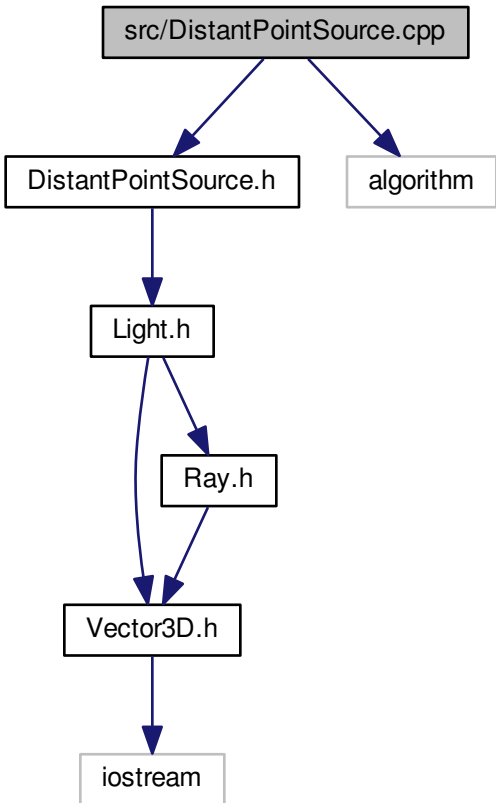 src/DistantPointSource.cpp
DistantPointSource.h
algorithm
Light.h
Ray.h
Vector3D.h
iostream